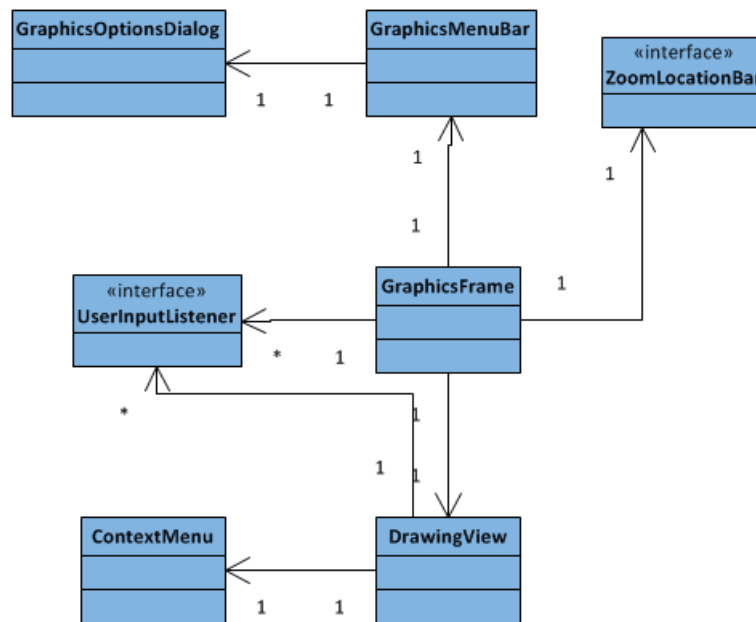 GraphicsOptionsDialog
GraphicsMenuBar
«interface»
ZoomLocationBar
1
1
1
1
1
1
«interface»
UserInputListener
GraphicsFrame
*
1
*
1
1
1
ContextMenu
DrawingView
1
1